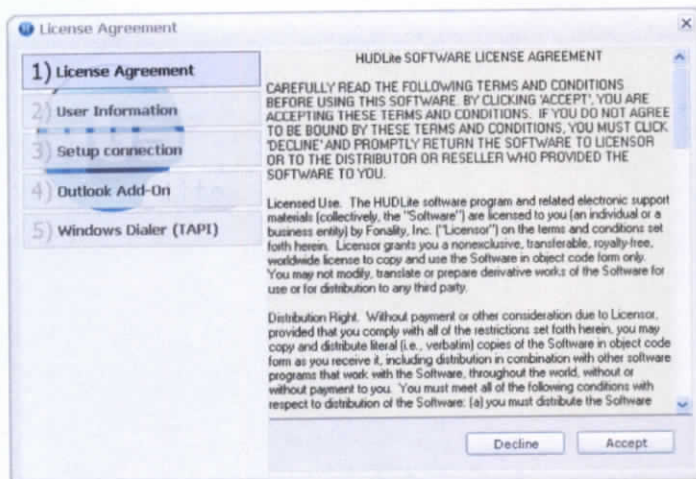 License Agreement
1) License Agreement
2) User Information
3) Setup connection
4) Outlook Add-On
5) Windows Dialer (TAPI)
HUDLite SOFTWARE LICENSE AGREEMENT
CAREFULLY READ THE FOLLOWING TERMS AND CONDITIONS
BEFORE USING THIS SOFTWARE. BY CLICKING 'ACCEPT', YOU ARE
ACCEPTING THESE TERMS AND CONDITIONS. IF YOU DO NOT AGREE
TO BE BOUND BY THESE TERMS AND CONDITIONS, YOU MUST CLICK
'DECLINE' AND PROMPTLY RETURN THE SOFTWARE TO LICENSOR
OR TO THE DISTRIBUTOR OR RESELLER WHO PROVIDED THE
SOFTWARE TO YOU.
Licensed Use. The HUDLite software program and related electronic support
materials (collectively, the "Software") are licensed to you (an individual or a
business entity) by Fonality, Inc. ("Licensor") on the terms and conditions set
forth herein. Licensor grants you a nonexclusive, transferable, royalty-free,
worldwide license to copy and use the Software in object code form only.
You may not modify, translate or prepare derivative works of the Software for
use or for distribution to any third party.
Distribution Right. Without payment or other consideration due to Licensor,
provided that you comply with all of the restrictions set forth herein, you may
copy and distribute literal (i.e., verbatim) copies of the Software in object code
form as you receive it, including distribution in combination with other software
programs that work with the Software, throughout the world, without or
without payment to you. You must meet all of the following conditions with
respect to distribution of the Software: (a) you must distribute the Software
Decline
Accept